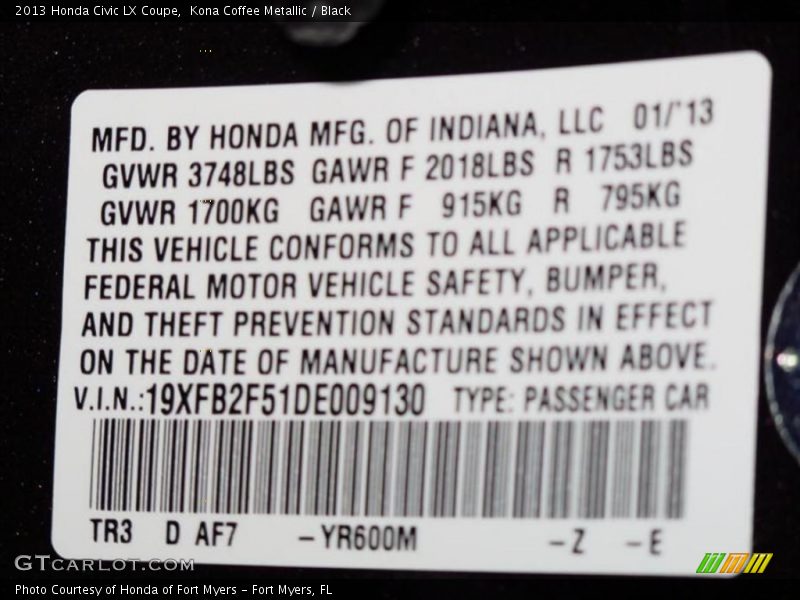 2013 Honda Civic LX Coupe,  Kona Coffee Metallic / Black
MFD. BY HONDA MFG. OF INDIANA, LLC 01/'13
GVWR 3748LBS GAWR F 2018LBS R 1753LBS
GVWR 1700KG GAWR F 915KG R 795KG
THIS VEHICLE CONFORMS TO ALL APPLICABLE
FEDERAL MOTOR VEHICLE SAFETY, BUMPER,
AND THEFT PREVENTION STANDARDS IN EFFECT
ON THE DATE OF MANUFACTURE SHOWN ABOVE.
V.I.N.:19XFB2F51DE009130 TYPE: PASSENGER CAR
TR3 D AF7 -YR600M -Z -E
GTCARLOT.COM
Photo Courtesy of Honda of Fort Myers - Fort Myers, FL